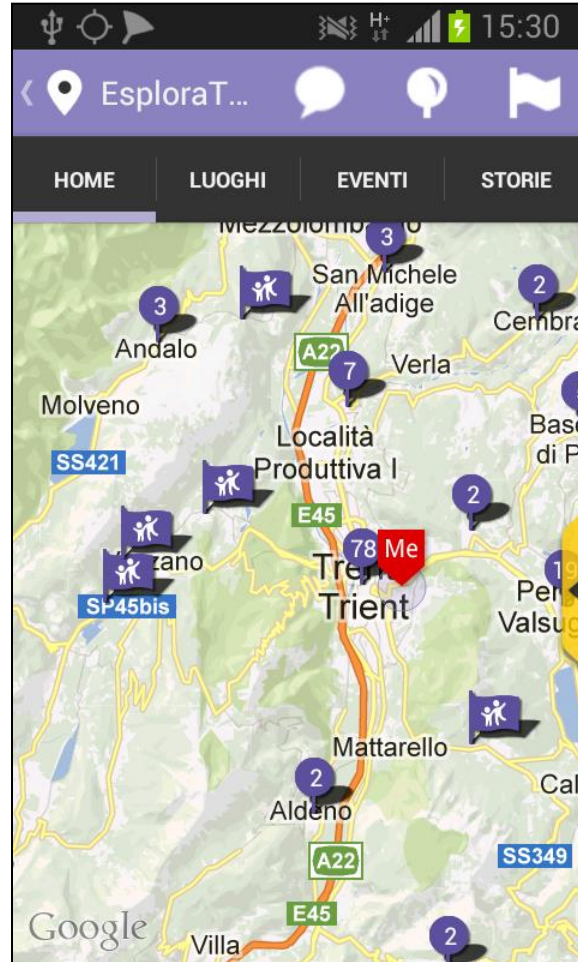 H+
15:30
EsploraT...
HOME
LUOGHI
EVENTI
STORIE
3
San Michele
All'adige
2
3
Andalo
A22
7
Verla
Molveno
Località
Produttiva I
SS421
2
E45
78
Me
Trient
SP45bis
Mattarello
2
Aldeno
A22
SS349
E45
Google
Villa
2